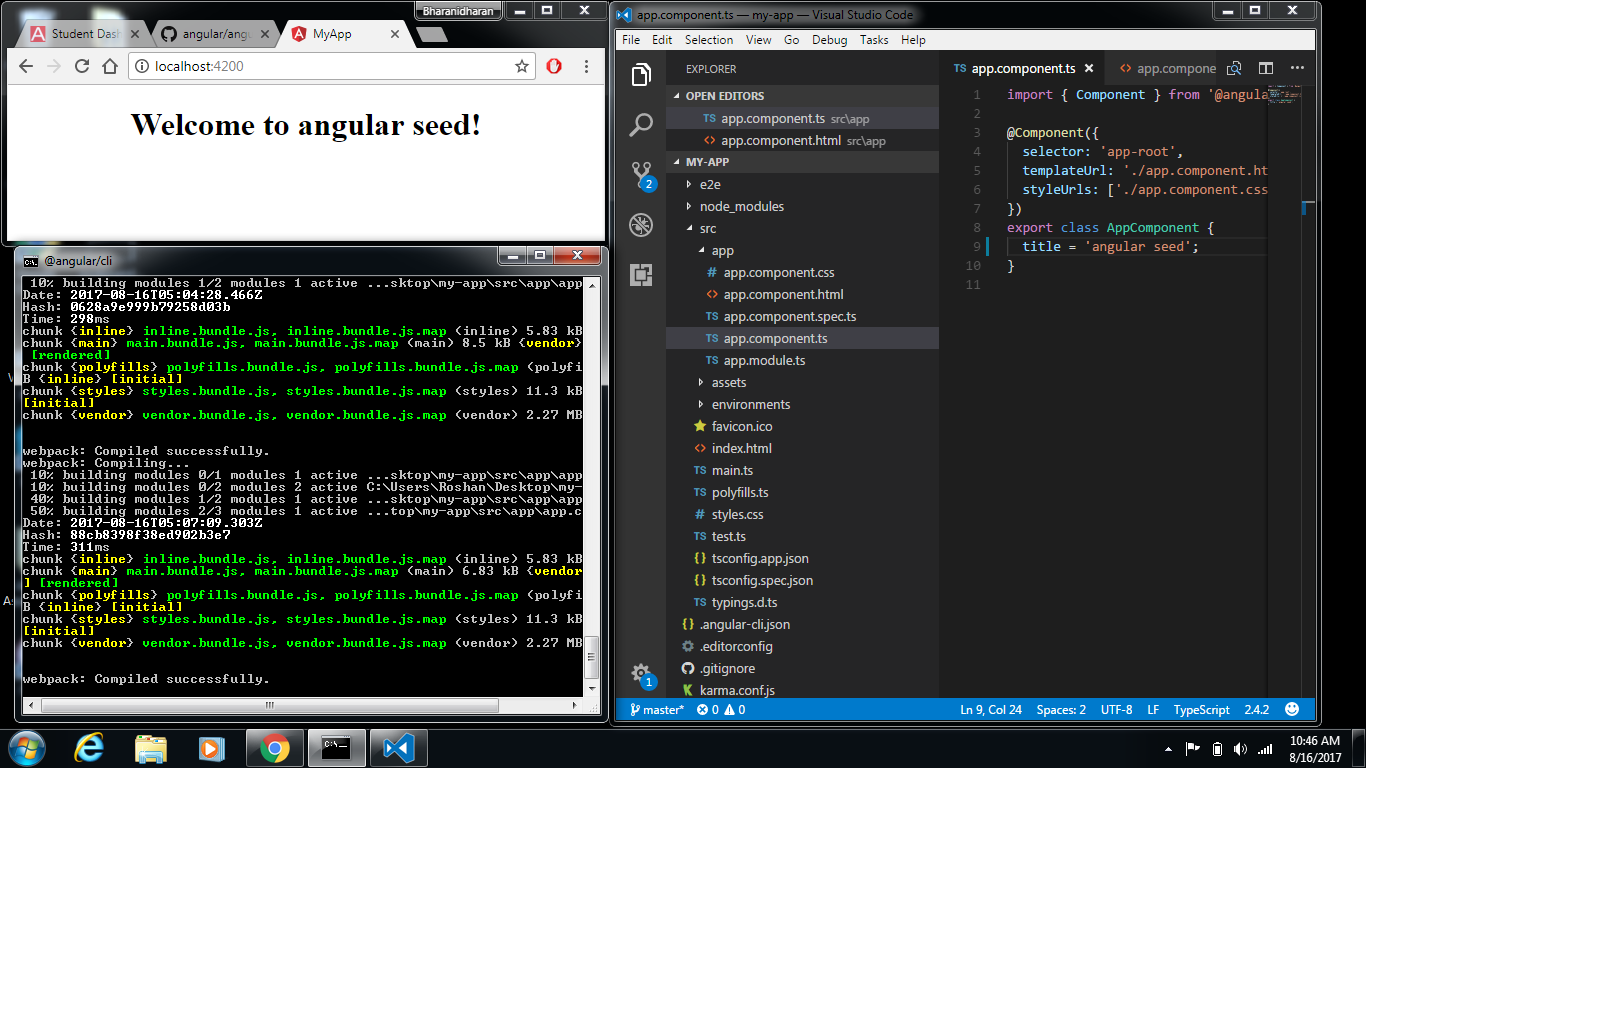 Bharanidharan
Student Dash
angular/angu
MyApp
localhost:4200
Welcome to angular seed!
@angular/cli
10% building modules 1/2 modules 1 active ...sktop\my-app\src\app\app
Date: 2017-08-16T05:04:28.466Z
Hash: 0628a9e999b79258d03b
Time: 298ms
chunk {inline} inline.bundle.js, inline.bundle.js.map (inline) 5.83 kB
chunk {main} main.bundle.js, main.bundle.js.map (main) 8.5 kB {vendor}
[rendered]
chunk {polyfills} polyfills.bundle.js, polyfills.bundle.js.map (polyfi
B {inline} [initial]
chunk {styles} styles.bundle.js, styles.bundle.js.map (styles) 11.3 kB
[initial]
chunk {vendor} vendor.bundle.js, vendor.bundle.js.map (vendor) 2.27 MB
webpack: Compiled successfully.
webpack: Compiling...
10% building modules 0/1 modules 1 active ...sktop\my-app\src\app\app
10% building modules 0/2 modules 2 active C:\Users\Roshan\Desktop\my-
40% building modules 1/2 modules 1 active ...sktop\my-app\src\app\app
50% building modules 2/3 modules 1 active ...top\my-app\src\app\app.c
Date: 2017-08-16T05:07:09.303Z
Hash: 88cb8398f38ed902b3e7
Time: 311ms
chunk {inline} inline.bundle.js, inline.bundle.js.map (inline) 5.83 kB
chunk {main} main.bundle.js, main.bundle.js.map (main) 6.83 kB {vendor
] [rendered]
chunk {polyfills} polyfills.bundle.js, polyfills.bundle.js.map (polyfi
B {inline} [initial]
chunk {styles} styles.bundle.js, styles.bundle.js.map (styles) 11.3 kB
[initial]
chunk {vendor} vendor.bundle.js, vendor.bundle.js.map (vendor) 2.27 MB
webpack: Compiled successfully.
app.component.ts — my-app — Visual Studio Code
File Edit Selection View Go Debug Tasks Help
EXPLORER
OPEN EDITORS
TS app.component.ts src\app
<> app.component.html src\app
MY-APP
e2e
node_modules
src
app
# app.component.css
<> app.component.html
TS app.component.spec.ts
TS app.component.ts
TS app.module.ts
assets
environments
favicon.ico
<> index.html
TS main.ts
TS polyfills.ts
# styles.css
TS test.ts
{} tsconfig.app.json
{} tsconfig.spec.json
TS typings.d.ts
{} .angular-cli.json
.editorconfig
.gitignore
karma.conf.js
2
1
TS app.component.ts
<> app.compone
1 import { Component } from '@angula
2
3 @Component({
4 selector: 'app-root',
5 templateUrl: './app.component.ht
6 styleUrls: ['./app.component.css
7 })
8 export class AppComponent {
9 title = 'angular seed';
10 }
11
master* 0 0 Ln 9, Col 24 Spaces: 2 UTF-8 LF TypeScript 2.4.2
10:46 AM
8/16/2017